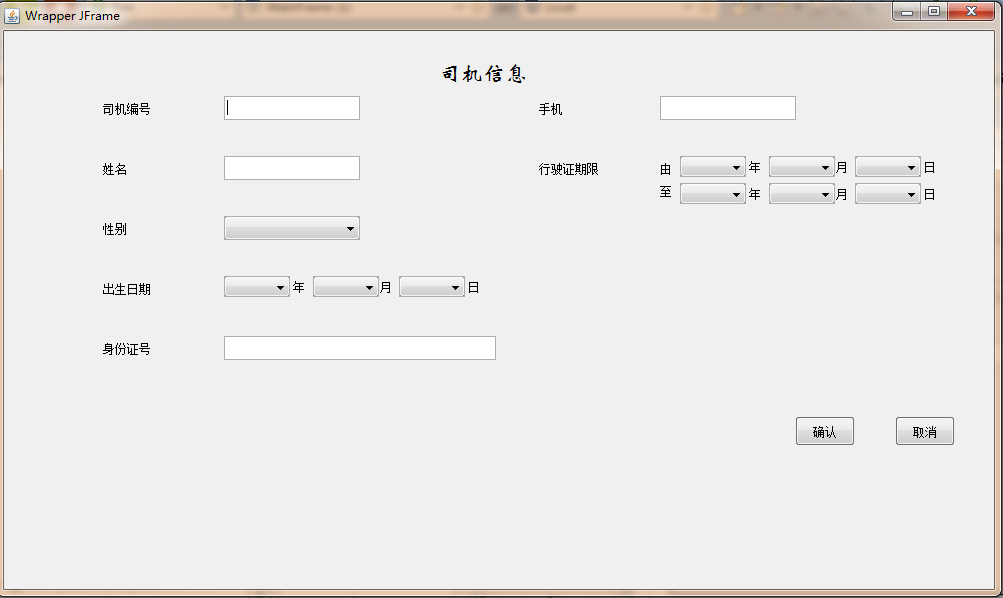 Wrapper JFrame
司机信息
司机编号
手机
姓名
行驶证期限
由 年 月 日
至 年 月 日
性别
出生日期 年 月 日
身份证号
确认 取消